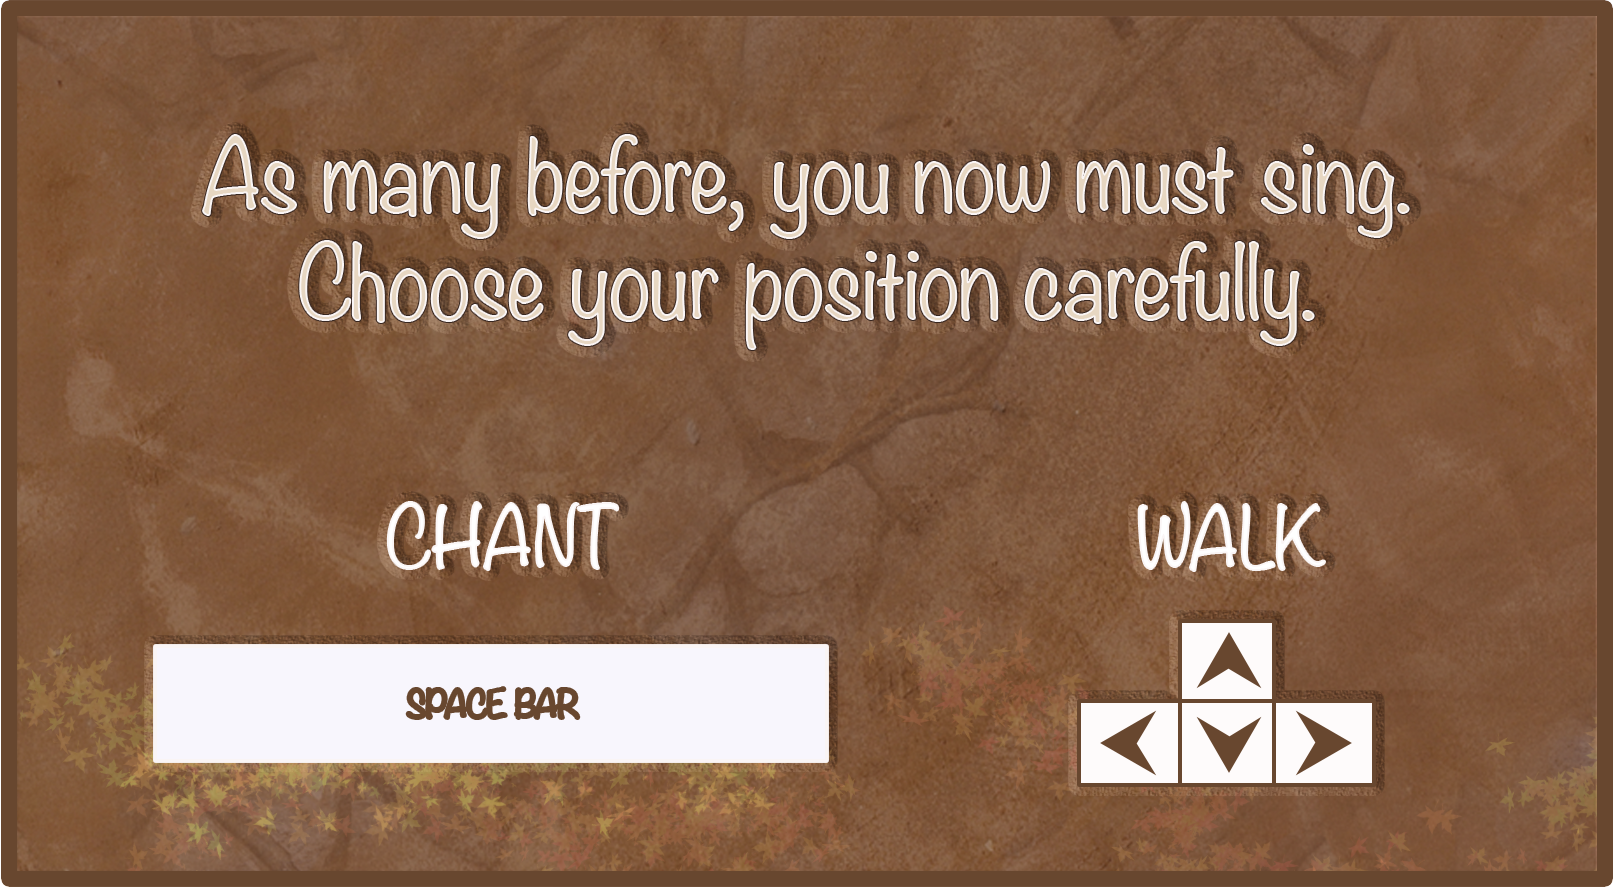 As many before, you now must sing.
Choose your position carefully.
CHANT
WALK
SPACE BAR